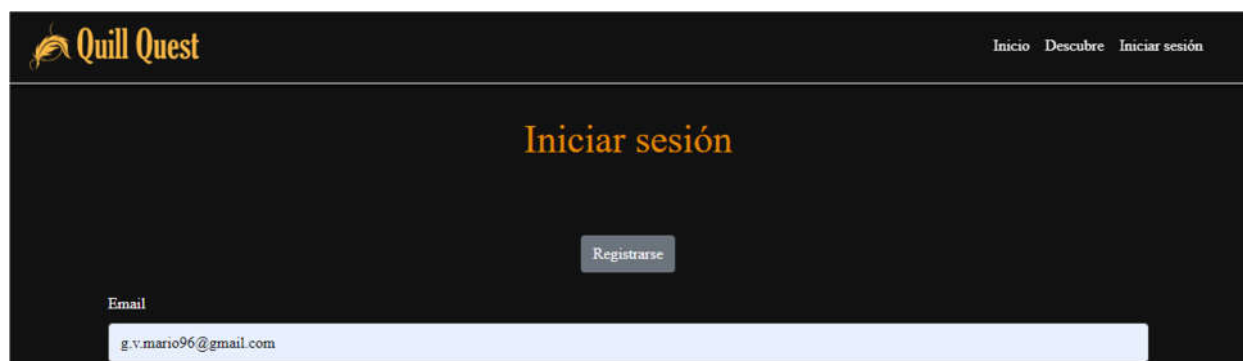 Quill Quest
Inicio Descubre Iniciar sesión
Iniciar sesión
Registrarse
Email
g.v.mario96@gmail.com